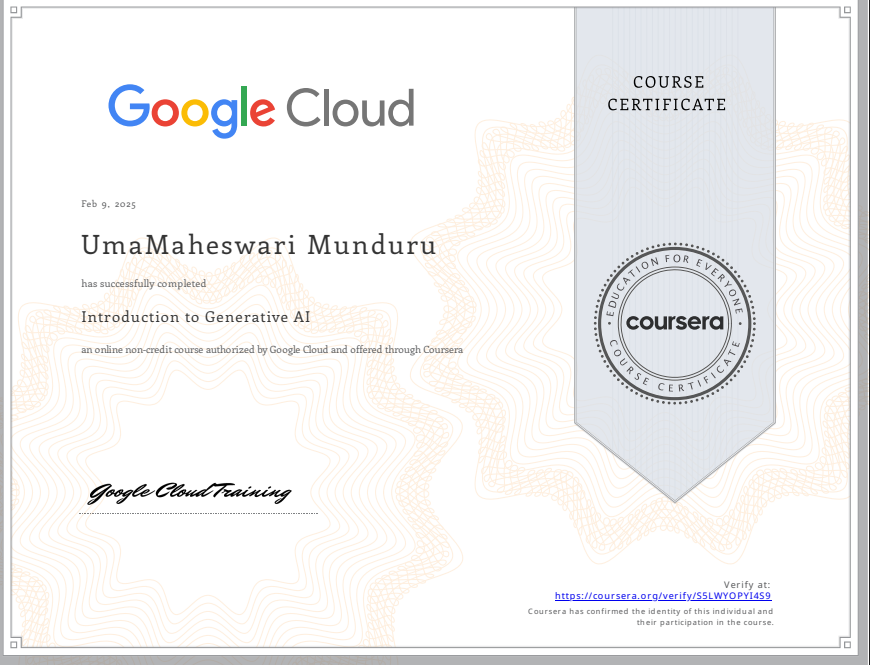 COURSE
CERTIFICATE
Google Cloud
Feb 9, 2025
UmaMaheswari Munduru
has successfully completed
Introduction to Generative AI
an online non-credit course authorized by Google Cloud and offered through Coursera
EDUCATION FOR EVERYONE
coursera
COURSE CERTIFICATE
Google Cloud Training
Verify at:
https://coursera.org/verify/S5LWYOPYI4S9
Coursera has confirmed the identity of this individual and
their participation in the course.